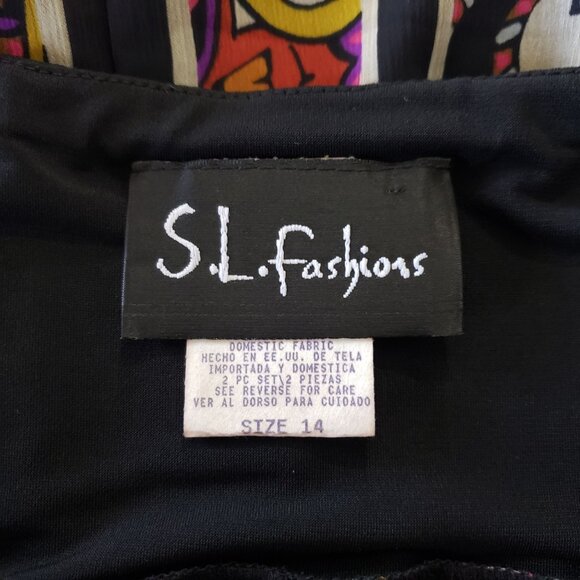 S.L.fashions
DOMESTIC FABRIC
HECHO EN EE.UU. DE TELA
IMPORTADA Y DOMESTICA
2 PC SET\2 PIEZAS
SEE REVERSE FOR CARE
VER AL DORSO PARA CUIDADO
SIZE 14